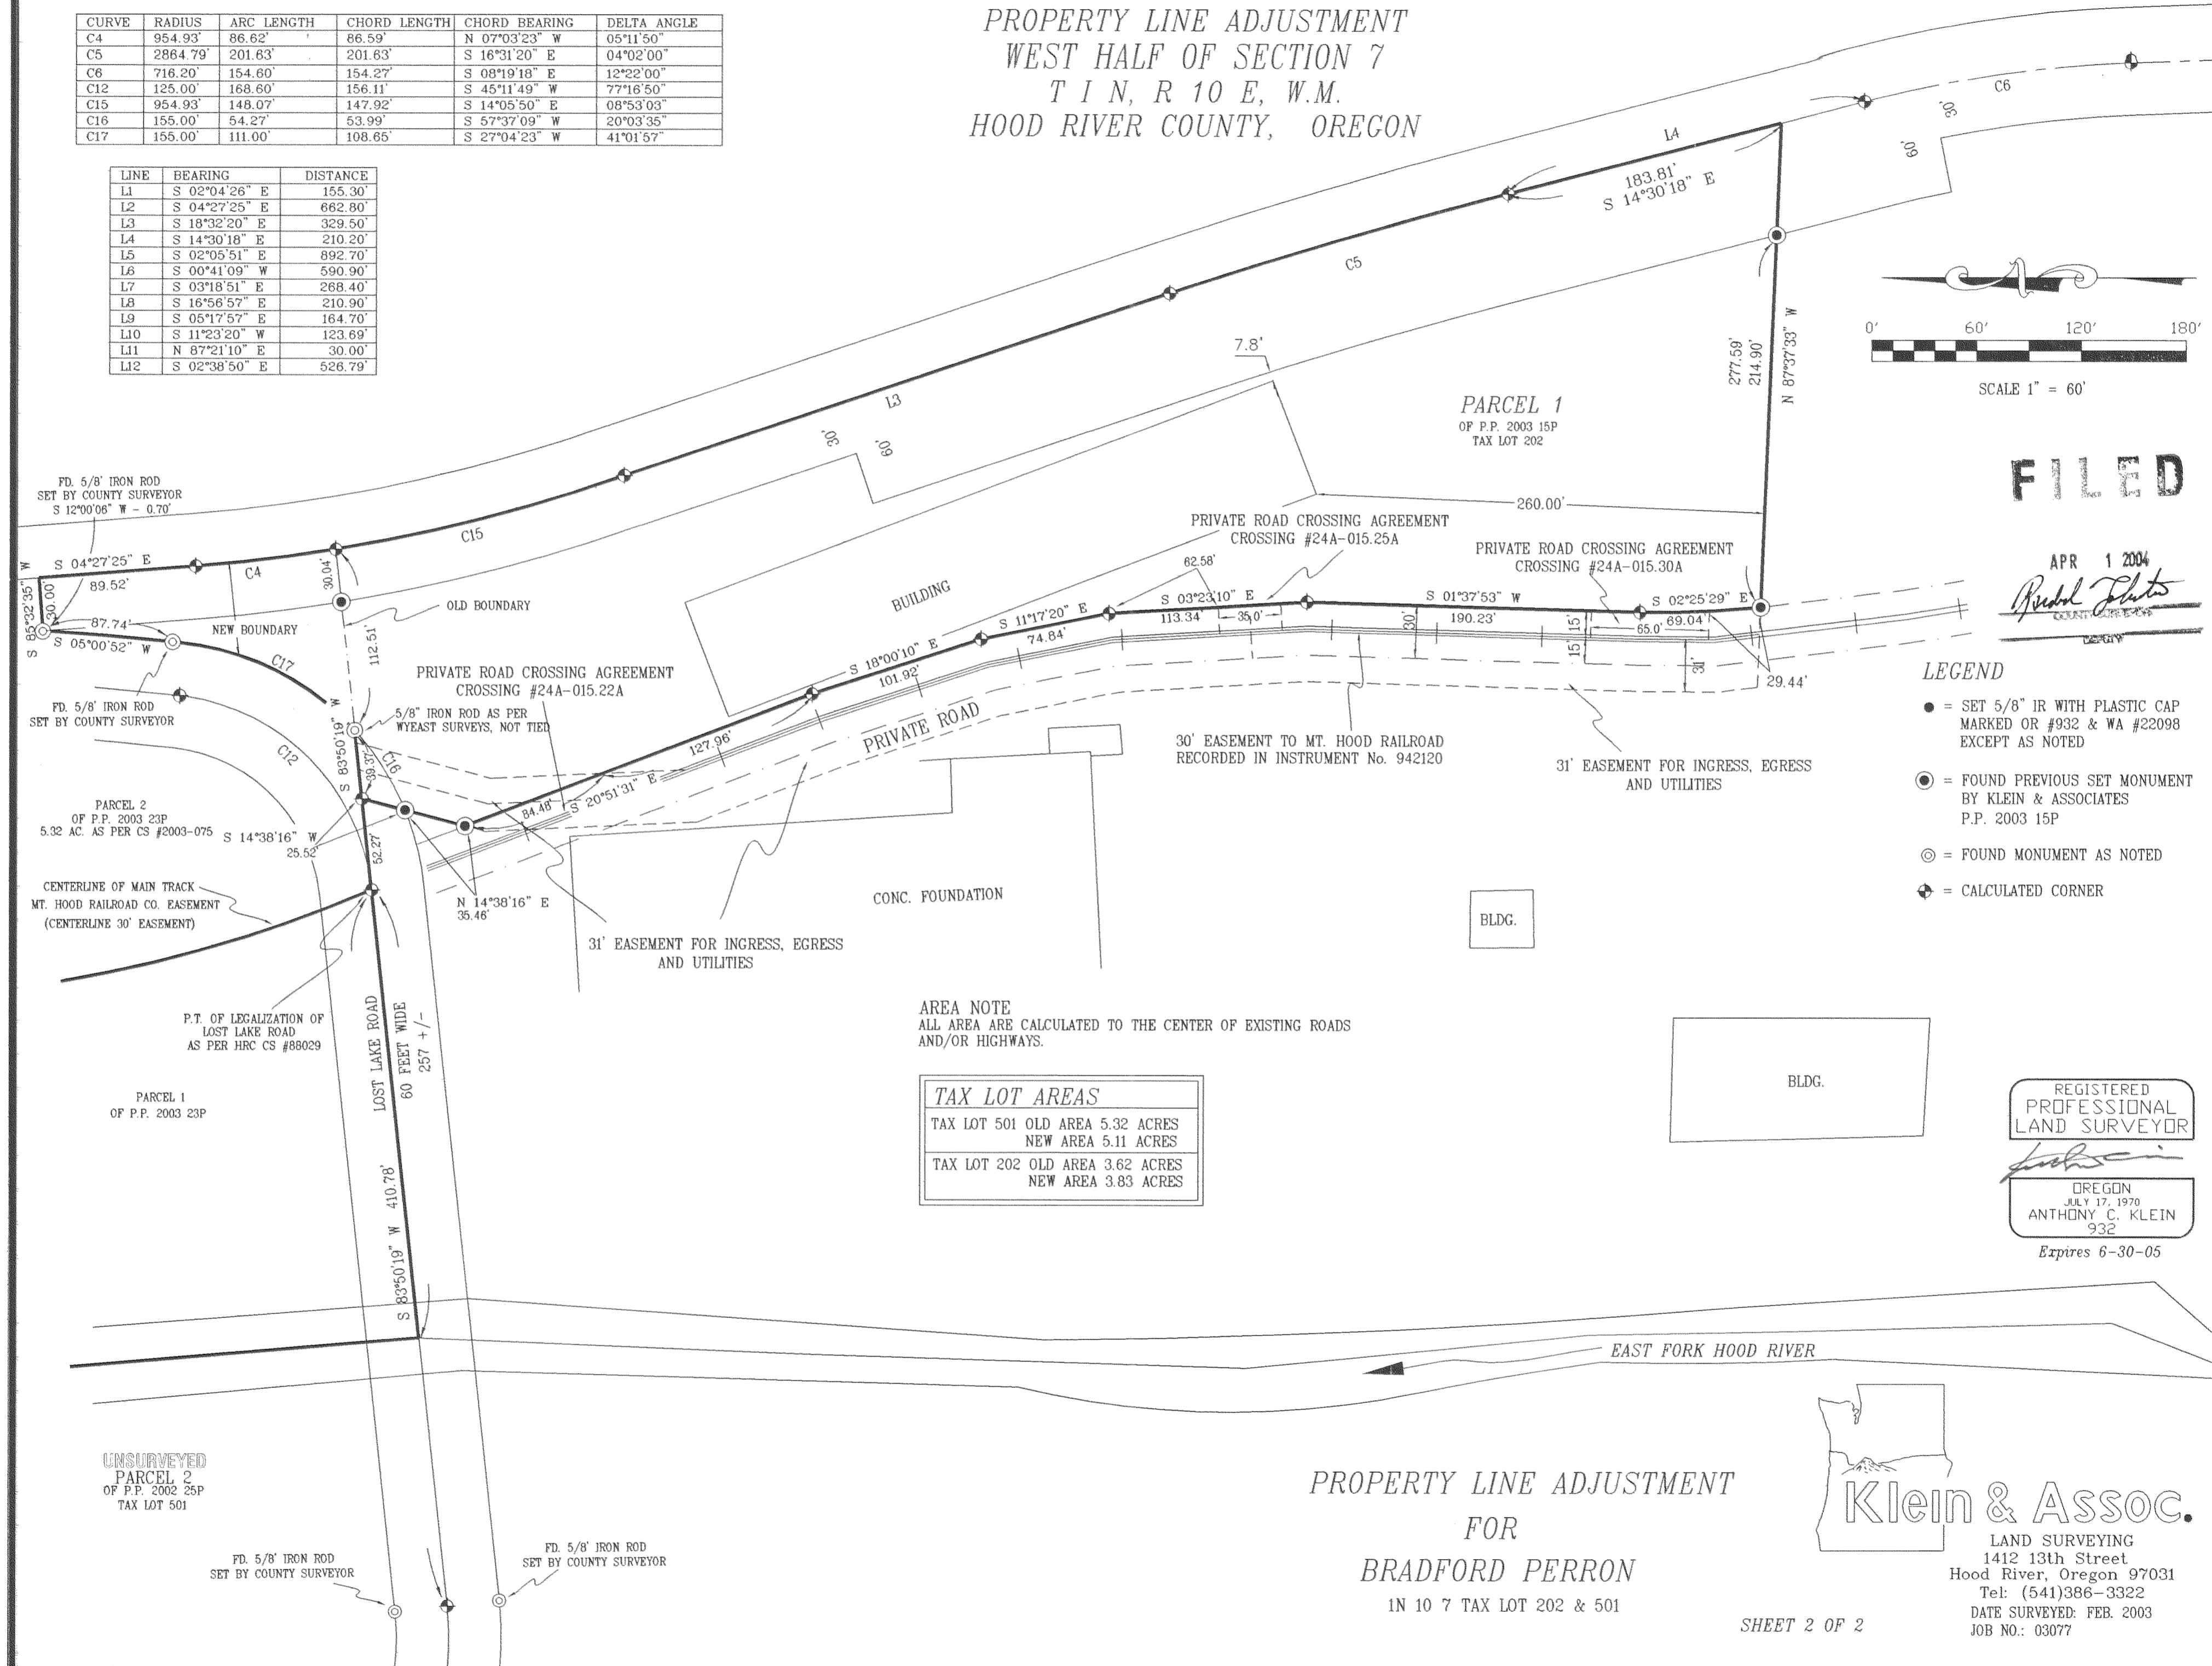 PROPERTY LINE ADJUSTMENT
WEST HALF OF SECTION 7
T 1 N, R 10 E, W.M.
HOOD RIVER COUNTY, OREGON
CURVE RADIUS ARC LENGTH CHORD LENGTH CHORD BEARING DELTA ANGLE
C4 954.93' 86.62' 86.59' N 07°03'23" W 05°11'50"
C5 2864.79' 201.63' 201.63' S 16°31'20" E 04°02'00"
C6 716.20' 154.60' 154.27' S 08°19'18" E 12°22'00"
C12 125.00' 168.60' 156.11' S 45°11'49" W 77°16'50"
C15 954.93' 148.07' 147.92' S 14°05'50" E 08°53'03"
C16 155.00' 54.27' 53.99' S 57°37'09" W 20°03'35"
C17 155.00' 111.00' 108.65' S 27°04'23" W 41°01'57"
LINE BEARING DISTANCE
L1 S 02°04'26" E 155.30'
L2 S 04°27'25" E 662.80'
L3 S 18°32'20" E 329.50'
L4 S 14°30'18" E 210.20'
L5 S 02°05'51" E 892.70'
L6 S 00°41'09" W 590.90'
L7 S 03°18'51" E 268.40'
L8 S 16°56'57" E 210.90'
L9 S 05°17'57" E 164.70'
L10 S 11°23'20" W 123.69'
L11 N 87°21'10" E 30.00'
L12 S 02°38'50" E 526.79'
C6
30'
60'
L4
183.81'
S 14°30'18" E
C5
L3
30'
60'
7.8'
277.59'
214.90'
N 87°37'33" W
0' 60' 120' 180'
SCALE 1" = 60'
PARCEL 1
OF P.P. 2003 15P
TAX LOT 202
FILED
APR 1 2004
COUNTY SURVEYOR
DEPUTY
260.00'
PRIVATE ROAD CROSSING AGREEMENT
CROSSING #24A-015.25A
PRIVATE ROAD CROSSING AGREEMENT
CROSSING #24A-015.30A
FD. 5/8' IRON ROD
SET BY COUNTY SURVEYOR
S 12°00'06" W - 0.70'
S 04°27'25" E
89.52'
C4
C15
30.04'
S 85°32'35" W
30.00'
87.74'
S 05°00'52" W
NEW BOUNDARY
OLD BOUNDARY
C17
112.51'
FD. 5/8' IRON ROD
SET BY COUNTY SURVEYOR
BUILDING
62.58'
S 03°23'10" E
113.34'
35.0'
S 01°37'53" W
190.23'
30'
15'
15'
S 02°25'29" E
69.04'
65.0'
31'
29.44'
S 11°17'20" E
74.84'
S 18°00'10" E
101.92'
PRIVATE ROAD CROSSING AGREEMENT
CROSSING #24A-015.22A
5/8" IRON ROD AS PER
WYEAST SURVEYS, NOT TIED
S 83°50'19" W
39.37'
C16
C12
127.96'
PRIVATE ROAD
S 20°51'31" E
84.48'
30' EASEMENT TO MT. HOOD RAILROAD
RECORDED IN INSTRUMENT No. 942120
31' EASEMENT FOR INGRESS, EGRESS
AND UTILITIES
LEGEND
= SET 5/8" IR WITH PLASTIC CAP
MARKED OR #932 & WA #22098
EXCEPT AS NOTED
= FOUND PREVIOUS SET MONUMENT
BY KLEIN & ASSOCIATES
P.P. 2003 15P
= FOUND MONUMENT AS NOTED
= CALCULATED CORNER
PARCEL 2
OF P.P. 2003 23P
5.32 AC. AS PER CS #2003-075
S 14°38'16" W
25.52'
52.27'
N 14°38'16" E
35.46'
CENTERLINE OF MAIN TRACK
MT. HOOD RAILROAD CO. EASEMENT
(CENTERLINE 30' EASEMENT)
31' EASEMENT FOR INGRESS, EGRESS
AND UTILITIES
CONC. FOUNDATION
BLDG.
P.T. OF LEGALIZATION OF
LOST LAKE ROAD
AS PER HRC CS #88029
LOST LAKE ROAD
60 FEET WIDE
257 +/-
PARCEL 1
OF P.P. 2003 23P
S 83°50'19" W 410.78'
AREA NOTE
ALL AREA ARE CALCULATED TO THE CENTER OF EXISTING ROADS
AND/OR HIGHWAYS.
TAX LOT AREAS
TAX LOT 501 OLD AREA 5.32 ACRES
NEW AREA 5.11 ACRES
TAX LOT 202 OLD AREA 3.62 ACRES
NEW AREA 3.83 ACRES
BLDG.
REGISTERED
PROFESSIONAL
LAND SURVEYOR
OREGON
JULY 17, 1970
ANTHONY C. KLEIN
932
Expires 6-30-05
EAST FORK HOOD RIVER
UNSURVEYED
PARCEL 2
OF P.P. 2002 25P
TAX LOT 501
FD. 5/8' IRON ROD
SET BY COUNTY SURVEYOR
FD. 5/8' IRON ROD
SET BY COUNTY SURVEYOR
PROPERTY LINE ADJUSTMENT
FOR
BRADFORD PERRON
1N 10 7 TAX LOT 202 & 501
SHEET 2 OF 2
Klein & Assoc.
LAND SURVEYING
1412 13th Street
Hood River, Oregon 97031
Tel: (541)386-3322
DATE SURVEYED: FEB. 2003
JOB NO.: 03077